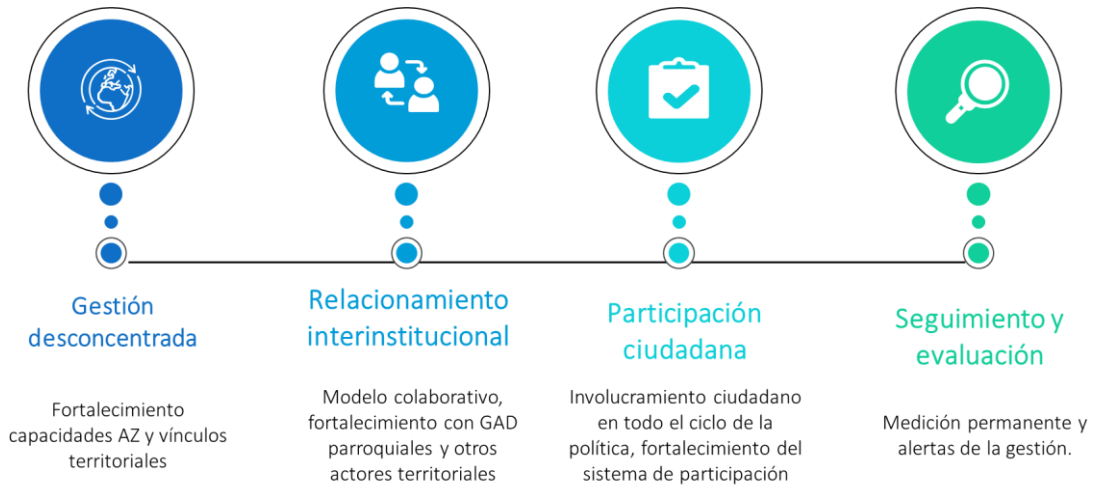 Gestión
desconcentrada
Fortalecimiento
capacidades AZ y vínculos
territoriales
Relacionamiento
interinstitucional
Modelo colaborativo,
fortalecimiento con GAD
parroquiales y otros
actores territoriales
Participación
ciudadana
Involucramiento ciudadano
en todo el ciclo de la
política, fortalecimiento del
sistema de participación
Seguimiento y
evaluación
Medición permanente y
alertas de la gestión.